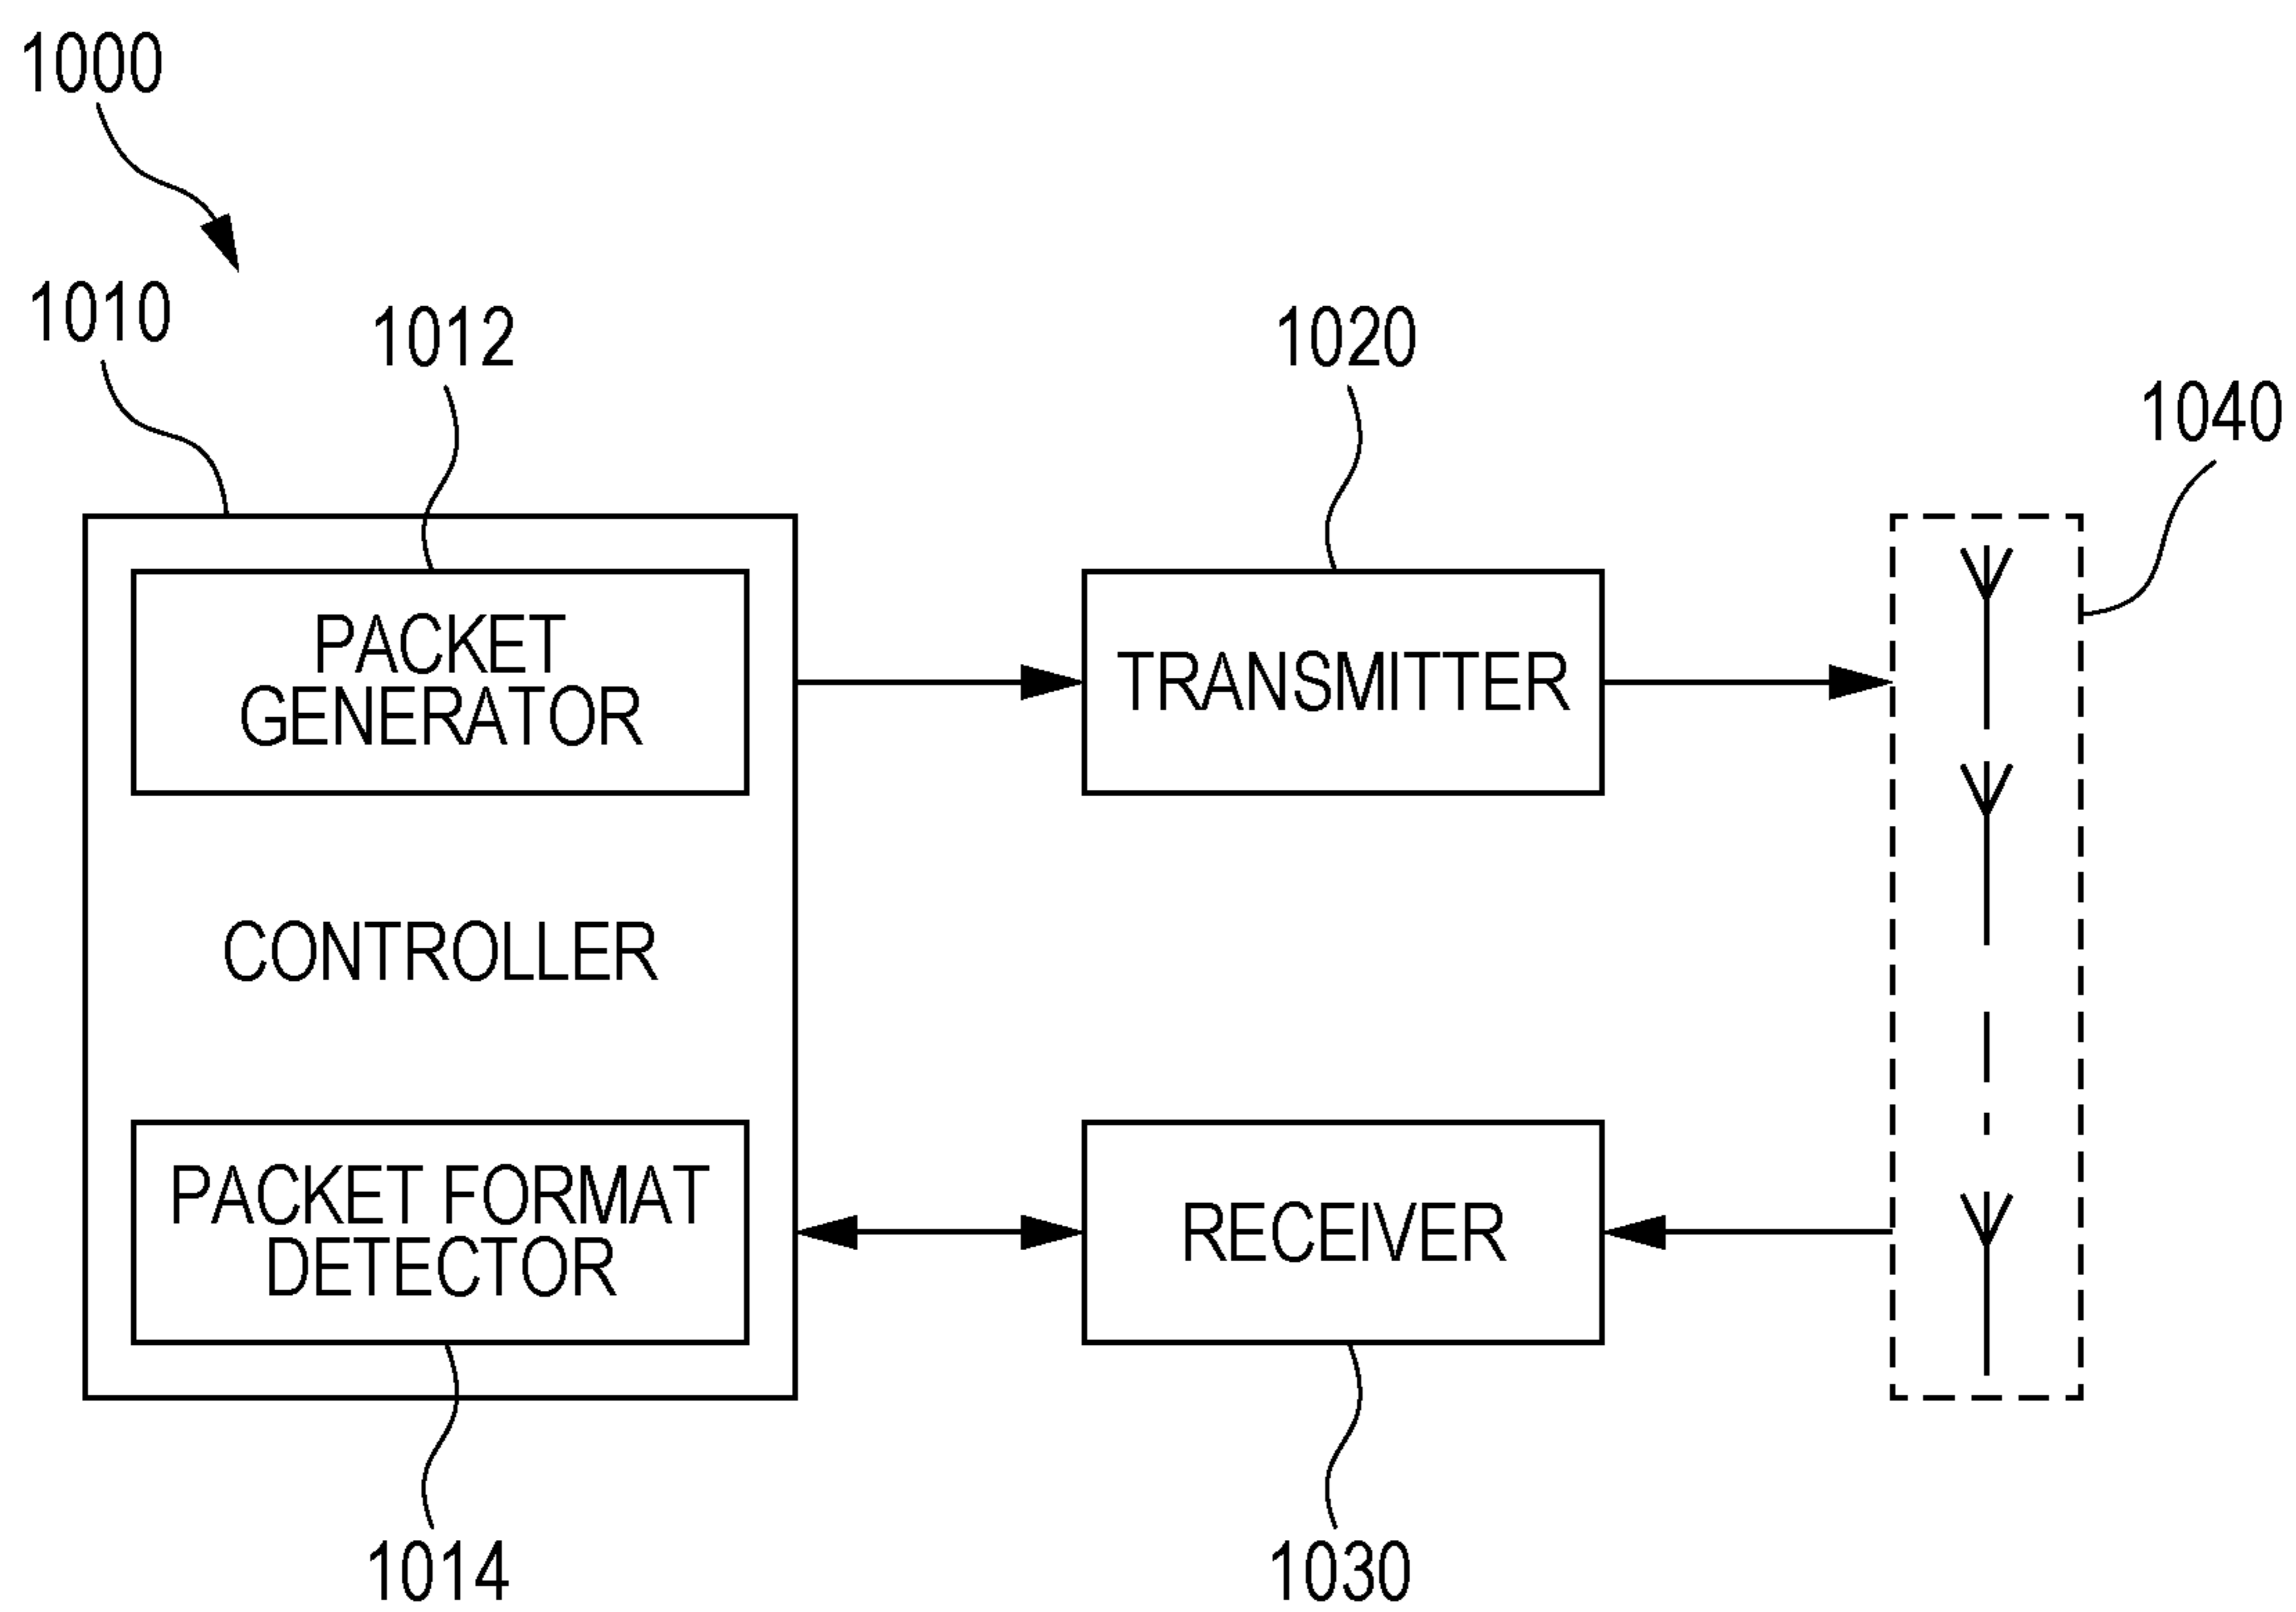 1000
1010
1012
1020
1040
PACKET
GENERATOR
TRANSMITTER
CONTROLLER
PACKET FORMAT
DETECTOR
RECEIVER
1014
1030